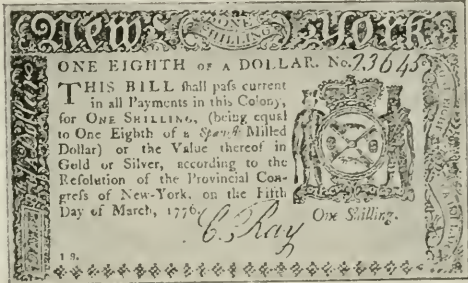 New ONE SHILLING York
ONE EIGHTH OF A DOLLAR. No. 23645
THIS BILL ſhall paſs current
in all Payments in this Colony,
for ONE SHILLING, (being equal
to One Eighth of a Spaniſh Milled
Dollar) or the Value thereof in
Gold or Silver, according to the
Reſolution of the Provincial Con-
greſs of New-York, on the Fifth
Day of March, 1776.
C. Ray
One Shilling.